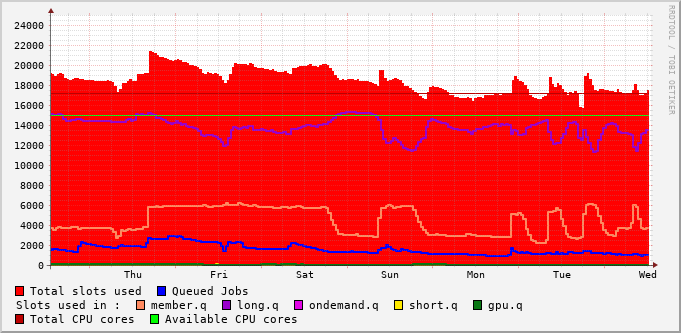 RRDTOOL / TOBI OETIKER
24000
22000
20000
18000
16000
14000
12000
10000
8000
6000
4000
2000
0
Thu Fri Sat Sun Mon Tue Wed
Total slots used Queued Jobs
Slots used in : member.q long.q ondemand.q short.q gpu.q
Total CPU cores Available CPU cores